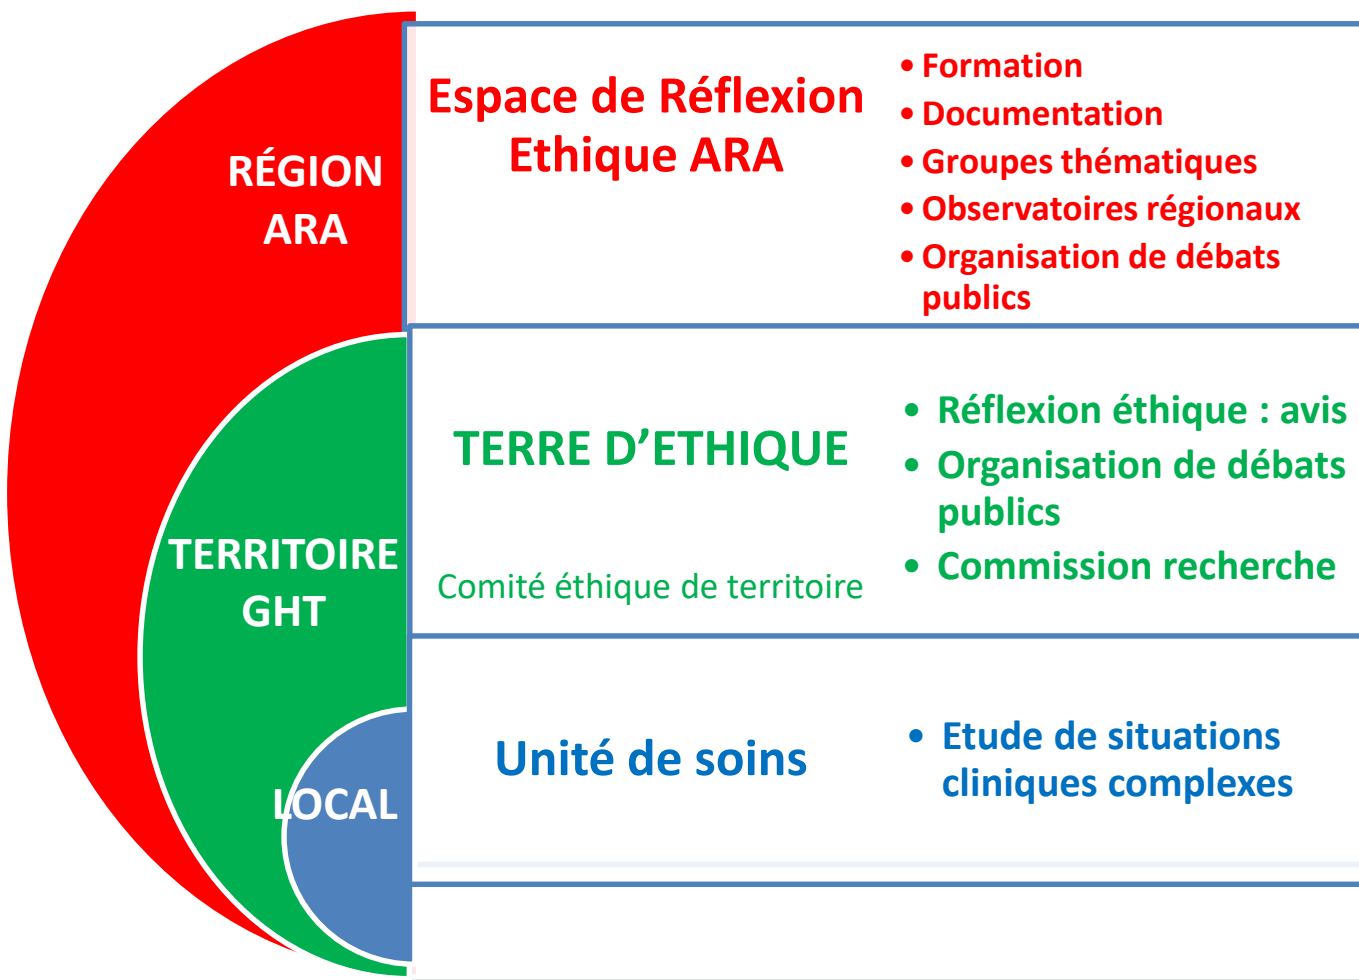 RÉGION
ARA
Espace de Réflexion
Ethique ARA
• Formation
• Documentation
• Groupes thématiques
• Observatoires régionaux
• Organisation de débats
publics
TERRITOIRE
GHT
TERRE D’ETHIQUE
Comité éthique de territoire
• Réflexion éthique : avis
• Organisation de débats
publics
• Commission recherche
LOCAL
Unité de soins
• Etude de situations
cliniques complexes